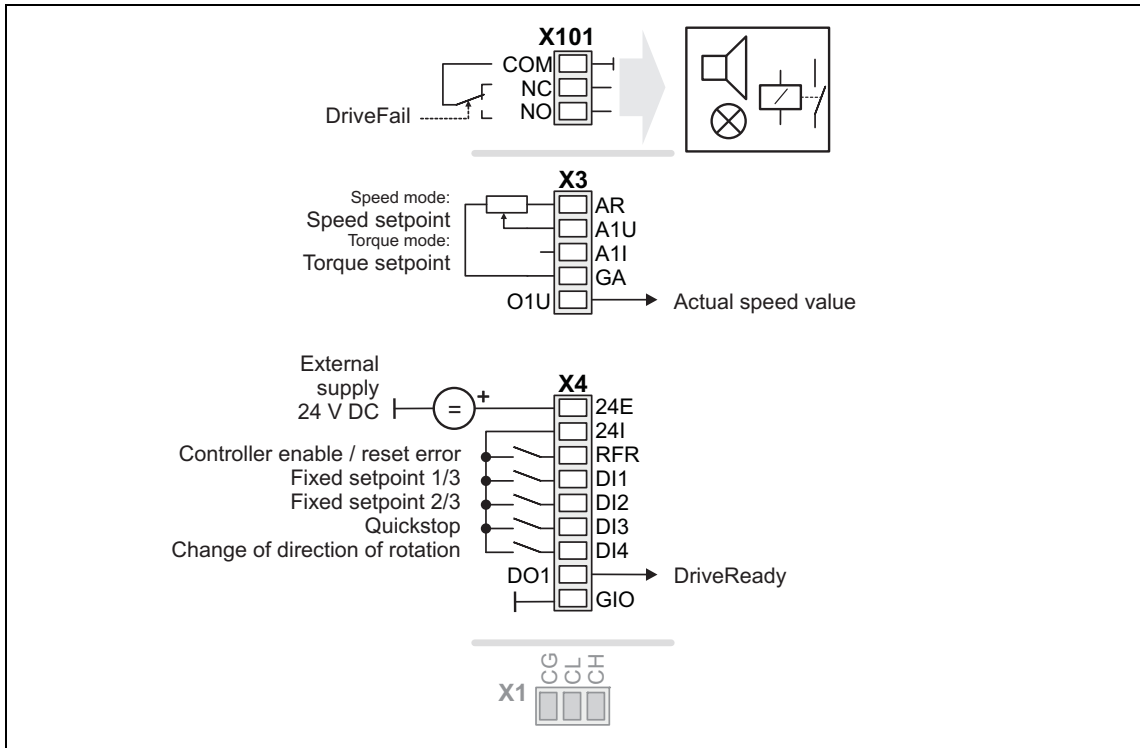 X101
COM
NC
NO
DriveFail
X3
Speed mode:
Speed setpoint
Torque mode:
Torque setpoint
AR
A1U
A1I
GA
O1U
Actual speed value
External
supply
24 V DC
=
+
X4
24E
24I
Controller enable / reset error
RFR
Fixed setpoint 1/3
DI1
Fixed setpoint 2/3
DI2
Quickstop
DI3
Change of direction of rotation
DI4
DO1
DriveReady
GIO
X1
CG
CL
CH